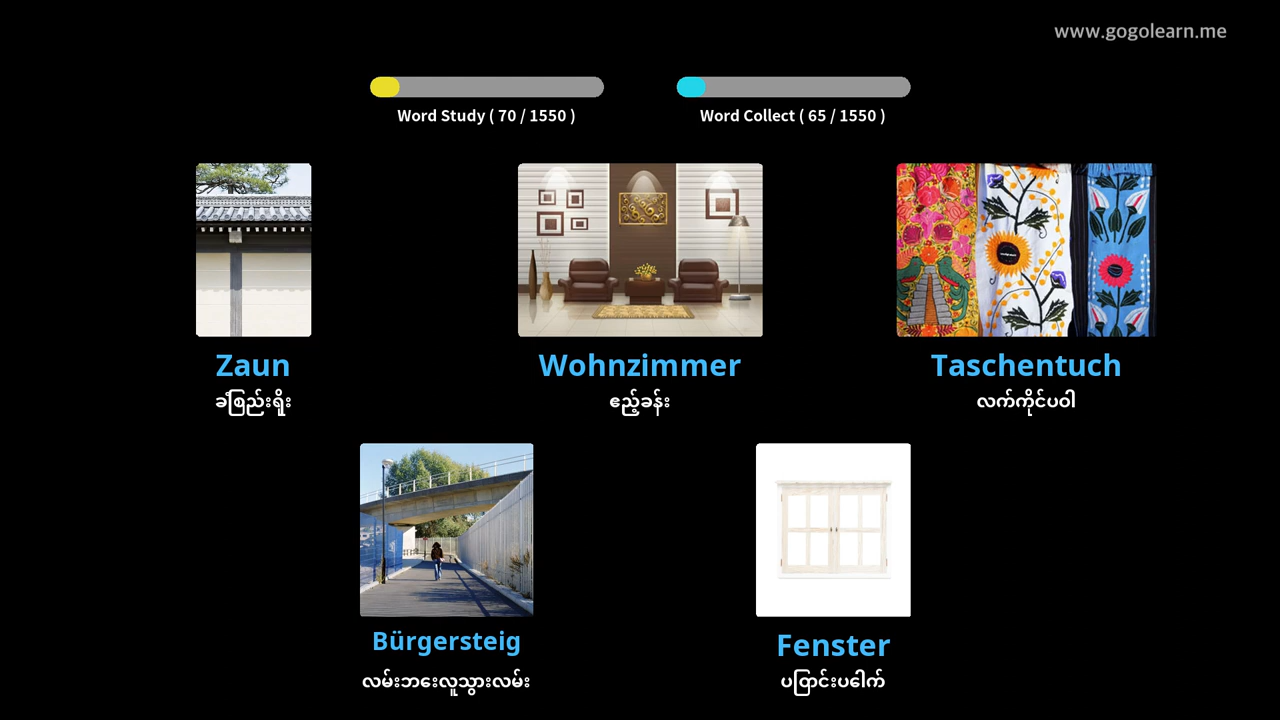 www.gogolearn.me
Word Study ( 70 / 1550 )
Word Collect ( 65 / 1550 )
Zaun
ခံစြည်းရိုး
Wohnzimmer
ဧည့်ခန်း
Taschentuch
လက်ကိုင်ပဝါ
Bürgersteig
လမ်းဘေးလူသွားလမ်း
Fenster
ပြတင်းပေါက်